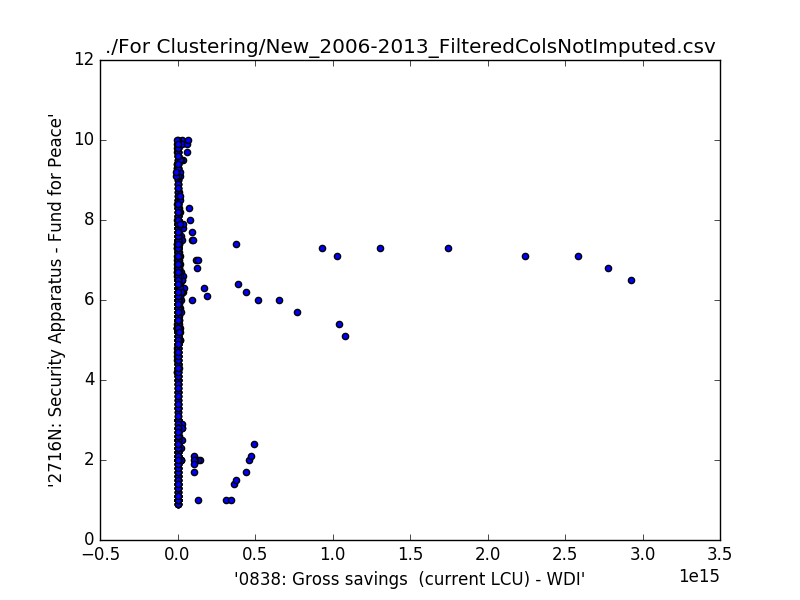 ./For Clustering/New_2006-2013_FilteredColsNotImputed.csv
12
10
8
6
4
2
0
'2716N: Security Apparatus - Fund for Peace'
−0.5 0.0 0.5 1.0 1.5 2.0 2.5 3.0 3.5
1e15
'0838: Gross savings  (current LCU) - WDI'